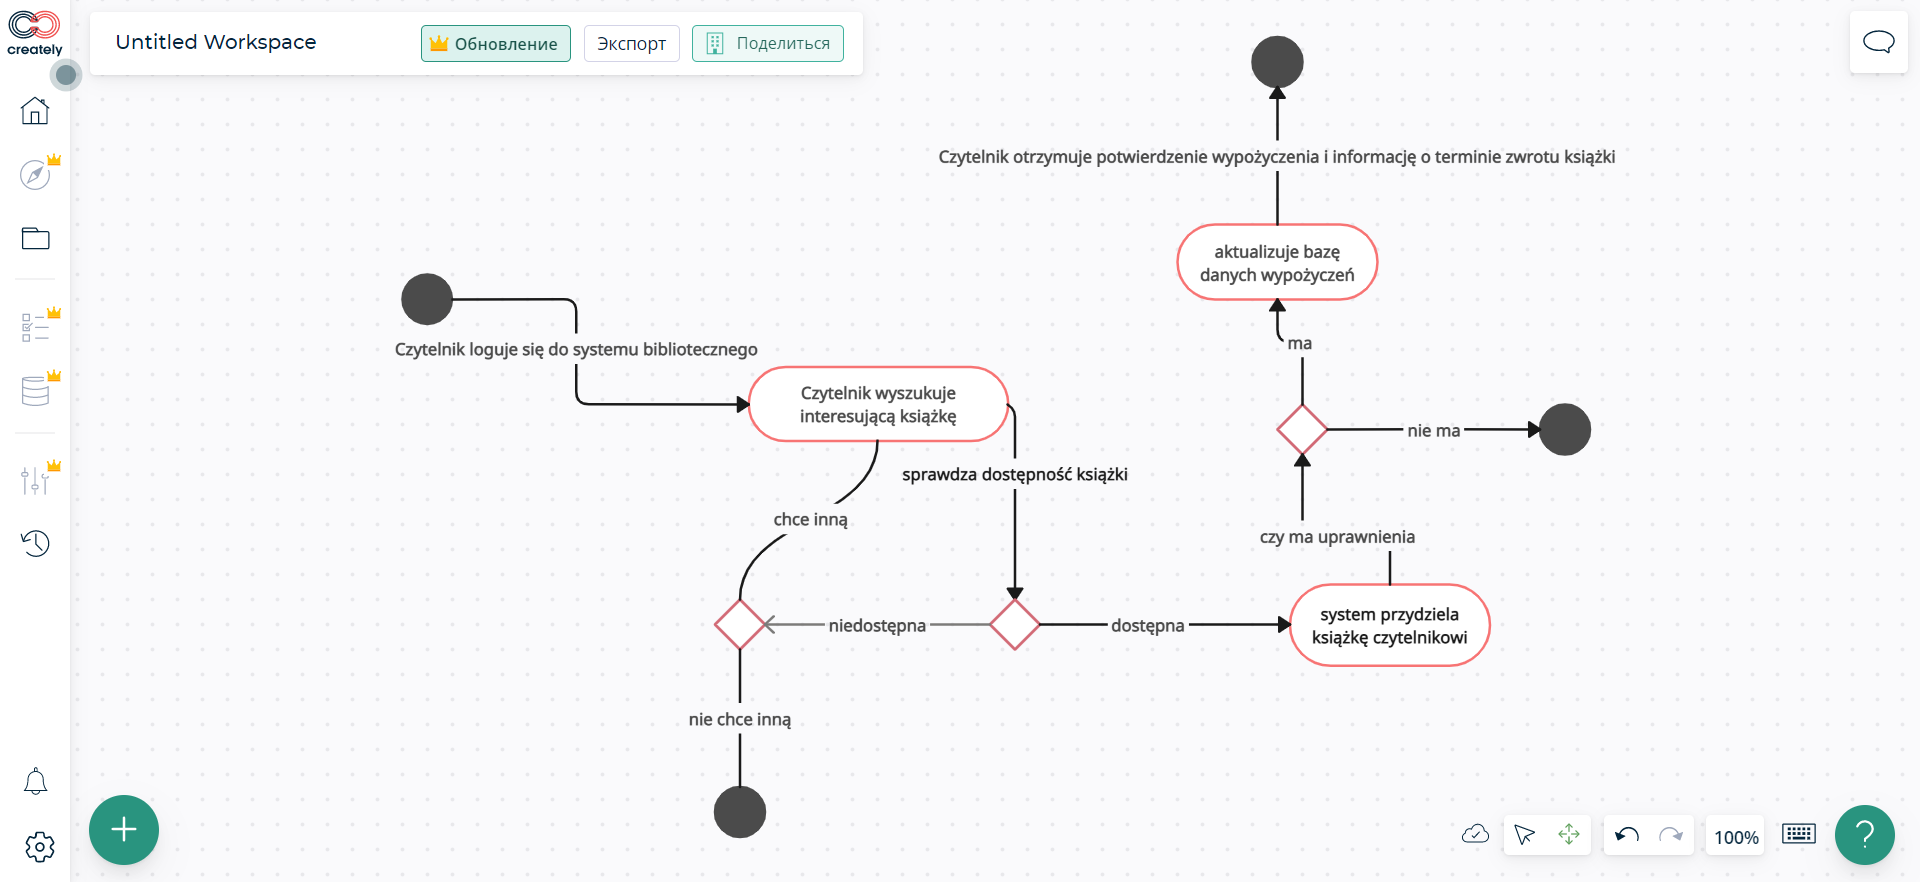 creately
Untitled Workspace
Обновление
Экспорт
Поделиться
Czytelnik otrzymuje potwierdzenie wypożyczenia i informację o terminie zwrotu książki
aktualizuje bazę
danych wypożyczeń
Czytelnik loguje się do systemu bibliotecznego
ma
Czytelnik wyszukuje
interesującą książkę
nie ma
sprawdza dostępność książki
chce inną
czy ma uprawnienia
niedostępna
dostępna
system przydziela
książkę czytelnikowi
nie chce inną
100%
?